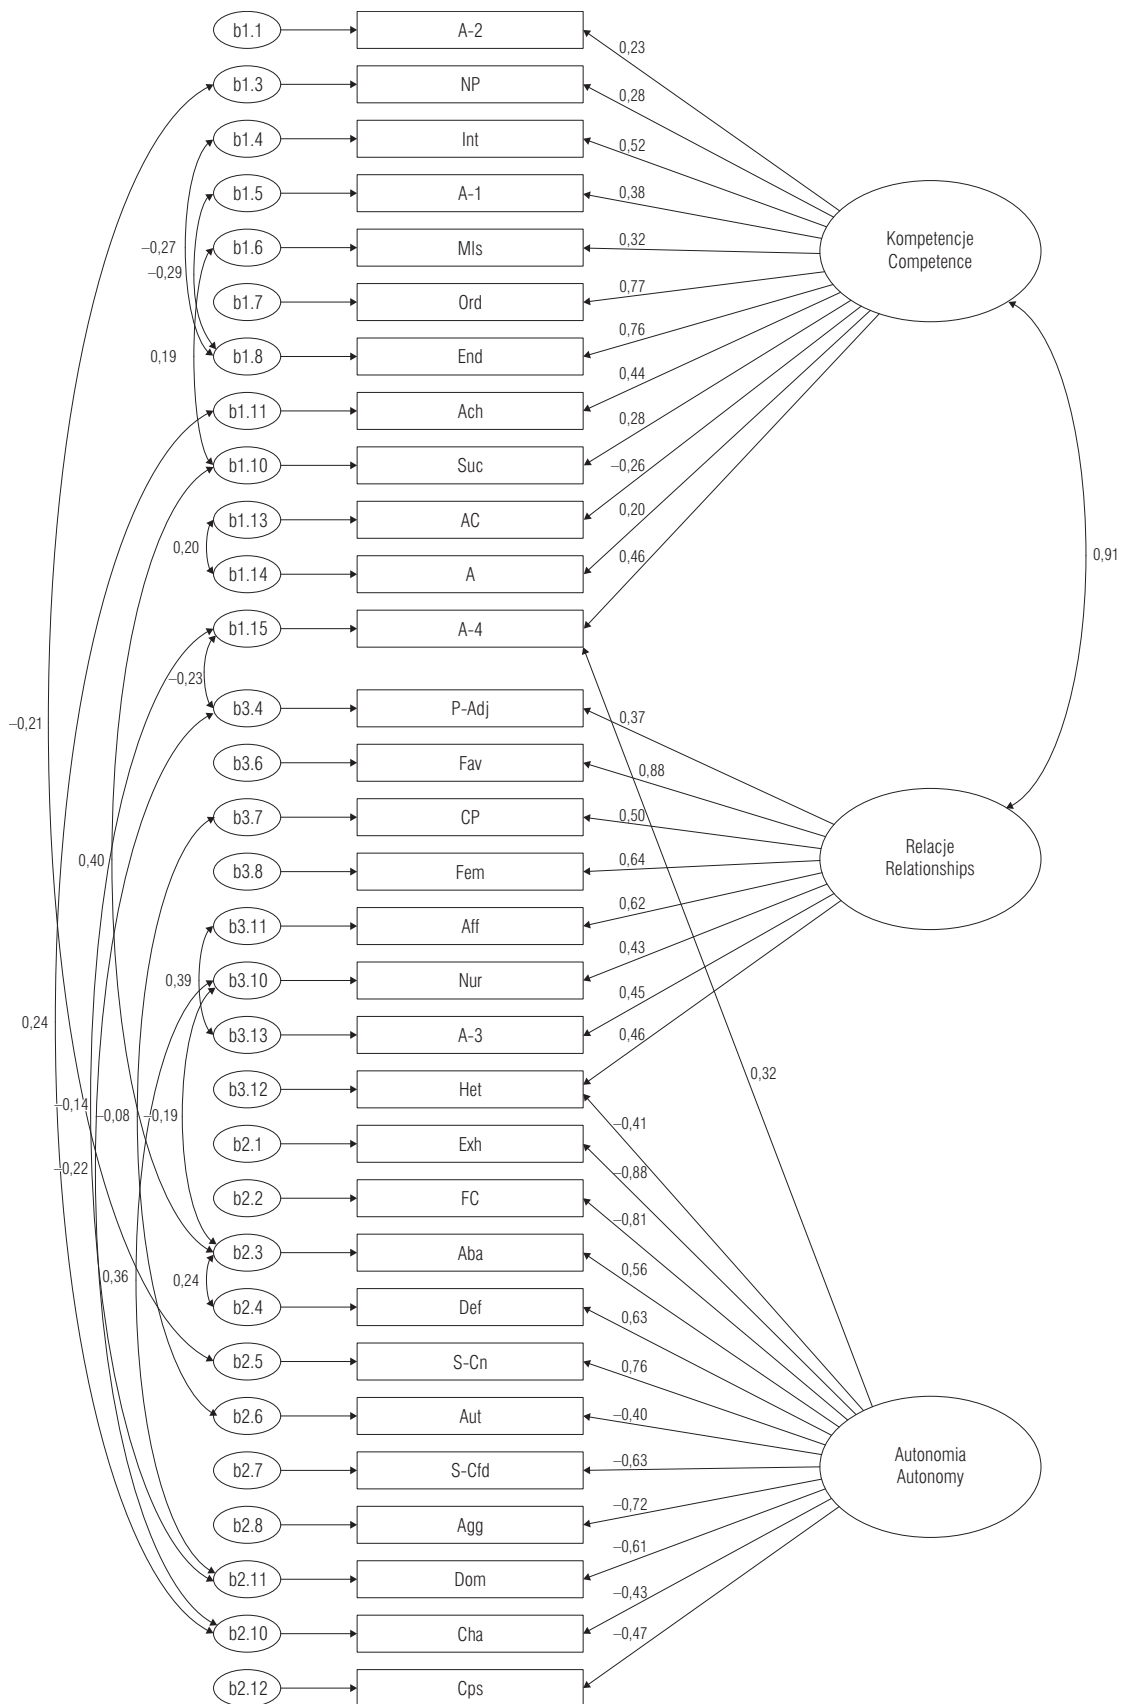 b1.1 A-2
0,23
b1.3 NP
0,28
b1.4 Int
0,52
b1.5 A-1
0,38
b1.6 Mls
0,32
Kompetencje
Competence
–0,27
–0,29
b1.7 Ord
0,77
b1.8 End
0,76
0,19
0,44
b1.11 Ach
0,28
b1.10 Suc
–0,26
b1.13 AC
0,20
0,20
0,46
0,91
b1.14 A
b1.15 A-4
–0,23
b3.4 P-Adj
0,37
–0,21
b3.6 Fav
0,88
b3.7 CP
0,50
0,40
0,64
b3.8 Fem
Relacje
Relationships
0,62
b3.11 Aff
0,43
0,39
b3.10 Nur
0,45
0,24
b3.13 A-3
0,46
0,32
b3.12 Het
–0,14
–0,08
–0,19
–0,41
b2.1 Exh
–0,22
–0,88
b2.2 FC
–0,81
b2.3 Aba
0,56
0,36
0,24
b2.4 Def
0,63
b2.5 S-Cn
0,76
b2.6 Aut
–0,40
b2.7 S-Cfd
–0,63
Autonomia
Autonomy
–0,72
b2.8 Agg
–0,61
b2.11 Dom
–0,43
b2.10 Cha
–0,47
b2.12 Cps